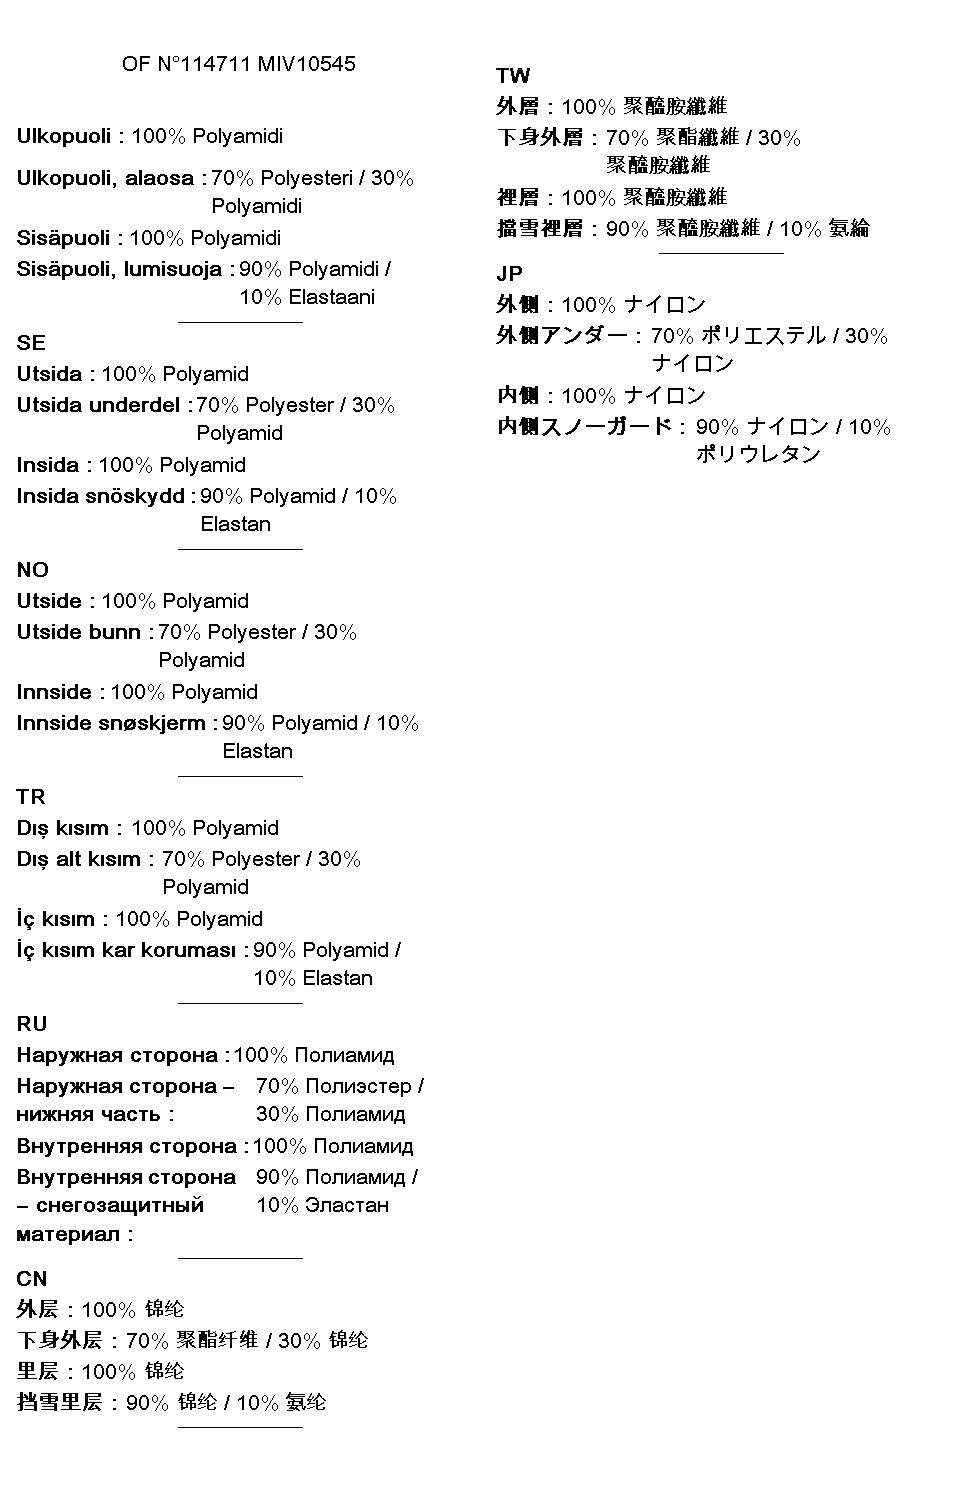 OF N°114711 MIV10545
Ulkopuoli : 100% Polyamidi
Ulkopuoli, alaosa : 70% Polyesteri / 30%
Polyamidi
Sisäpuoli : 100% Polyamidi
Sisäpuoli, lumisuoja : 90% Polyamidi /
10% Elastaani
SE
Utsida : 100% Polyamid
Utsida underdel : 70% Polyester / 30%
Polyamid
Insida : 100% Polyamid
Insida snöskydd : 90% Polyamid / 10%
Elastan
NO
Utside : 100% Polyamid
Utside bunn : 70% Polyester / 30%
Polyamid
Innside : 100% Polyamid
Innside snøskjerm : 90% Polyamid / 10%
Elastan
TR
Dış kısım : 100% Polyamid
Dış alt kısım : 70% Polyester / 30%
Polyamid
İç kısım : 100% Polyamid
İç kısım kar koruması : 90% Polyamid /
10% Elastan
RU
Наружная сторона : 100% Полиамид
Наружная сторона – 70% Полиэстер /
нижняя часть : 30% Полиамид
Внутренняя сторона : 100% Полиамид
Внутренняя сторона 90% Полиамид /
– снегозащитный 10% Эластан
материал :
CN
外层 : 100% 锦纶
下身外层 : 70% 聚酯纤维 / 30% 锦纶
里层 : 100% 锦纶
挡雪里层 : 90% 锦纶 / 10% 氨纶
TW
外層 : 100% 聚醯胺纖維
下身外層 : 70% 聚酯纖維 / 30%
聚醯胺纖維
裡層 : 100% 聚醯胺纖維
擋雪裡層 : 90% 聚醯胺纖維 / 10% 氨綸
JP
外側 : 100% ナイロン
外側アンダー : 70% ポリエステル / 30%
ナイロン
内側 : 100% ナイロン
内側スノーガード : 90% ナイロン / 10%
ポリウレタン